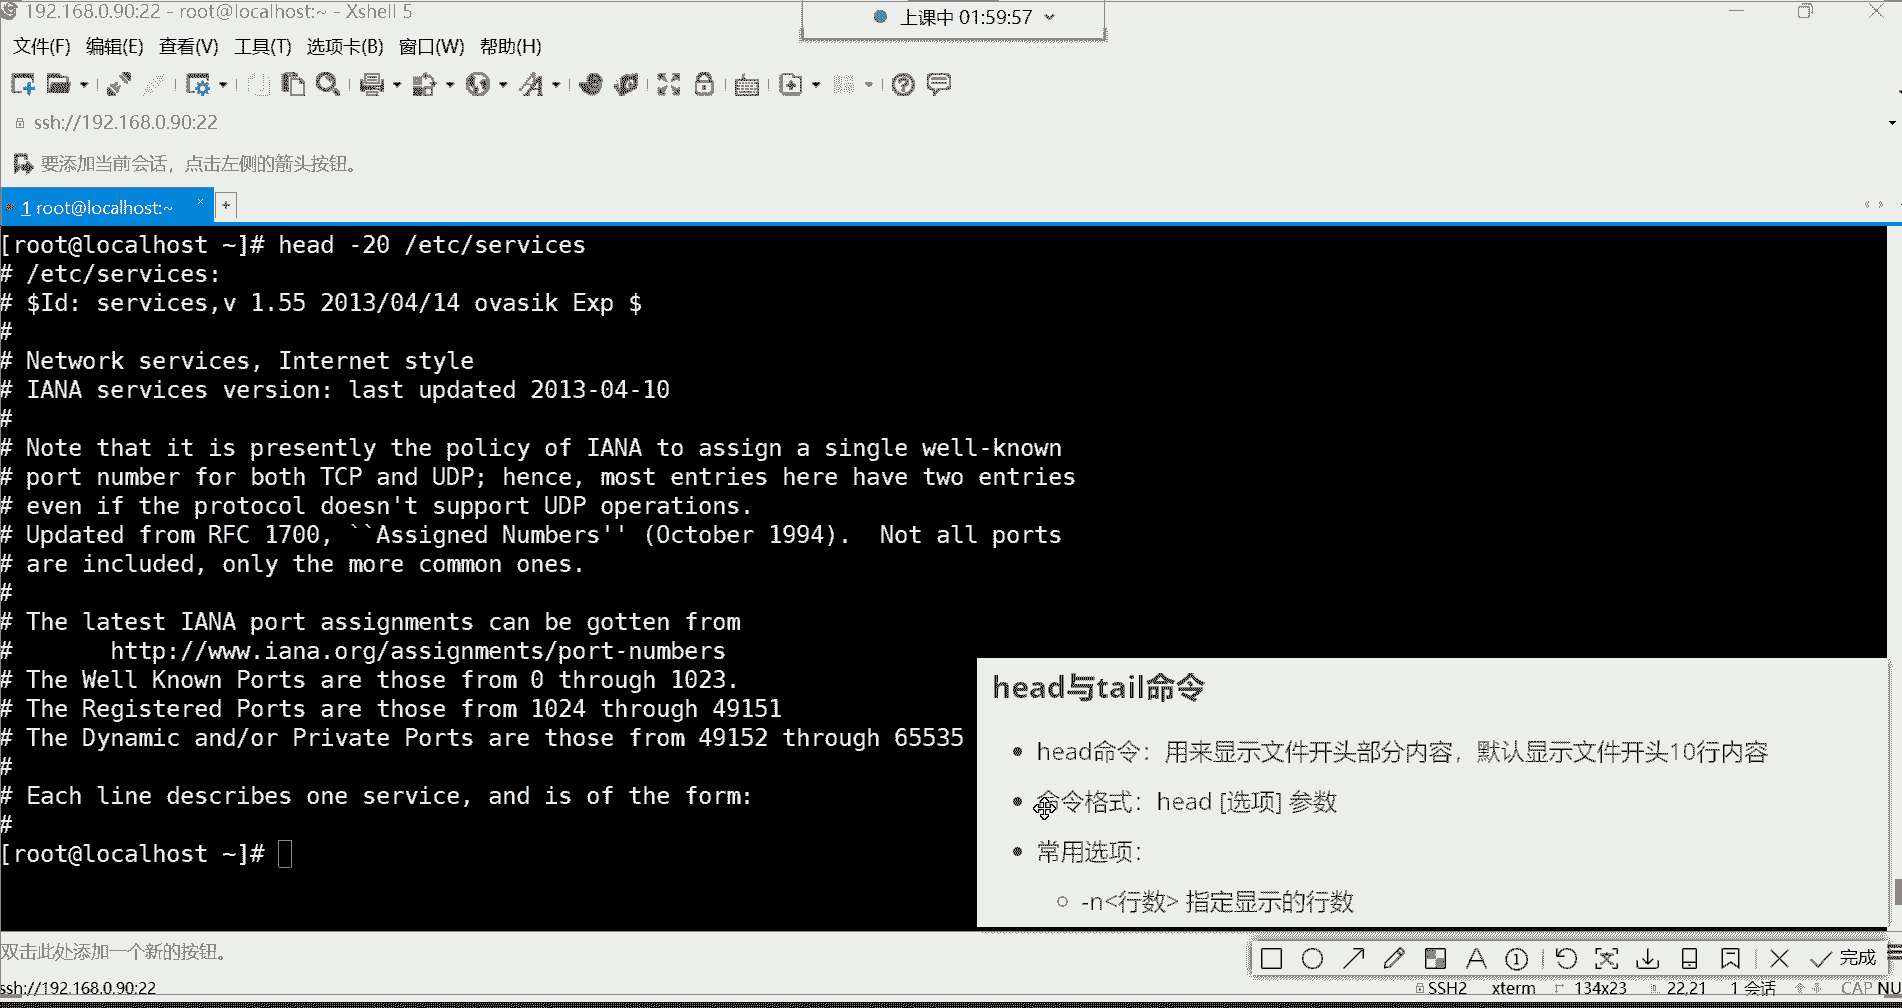 192.168.0.90:22 - root@localhost:~ - Xshell 5
上课中 01:59:57
文件(F) 编辑(E) 查看(V) 工具(T) 选项卡(B) 窗口(W) 帮助(H)
ssh://192.168.0.90:22
要添加当前会话，点击左侧的箭头按钮。
1 root@localhost:~
[root@localhost ~]# head -20 /etc/services
# /etc/services:
# $Id: services,v 1.55 2013/04/14 ovasik Exp $
#
# Network services, Internet style
# IANA services version: last updated 2013-04-10
#
# Note that it is presently the policy of IANA to assign a single well-known
# port number for both TCP and UDP; hence, most entries here have two entries
# even if the protocol doesn't support UDP operations.
# Updated from RFC 1700, ``Assigned Numbers'' (October 1994).  Not all ports
# are included, only the more common ones.
#
# The latest IANA port assignments can be gotten from
#       http://www.iana.org/assignments/port-numbers
# The Well Known Ports are those from 0 through 1023.
# The Registered Ports are those from 1024 through 49151
# The Dynamic and/or Private Ports are those from 49152 through 65535
#
# Each line describes one service, and is of the form:
#
[root@localhost ~]#
head与tail命令
head命令：用来显示文件开头部分内容，默认显示文件开头10行内容
命令格式：head [选项] 参数
常用选项：
-n<行数> 指定显示的行数
双击此处添加一个新的按钮。
完成
ssh://192.168.0.90:22
SSH2 xterm 134x23 22,21 1 会话 CAP NU